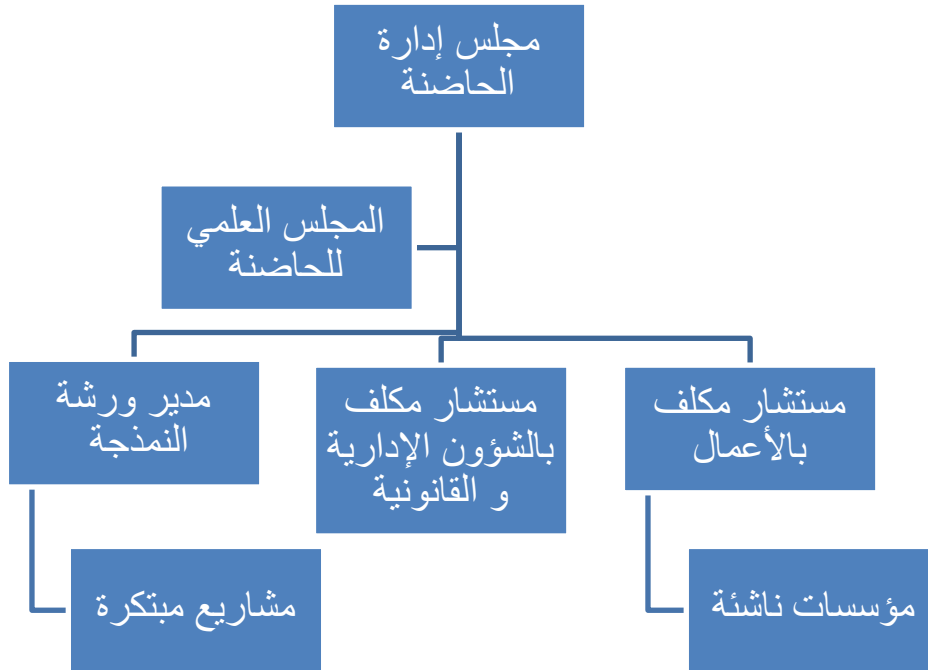 مجلس إدارة
الحاضنة
المجلس العلمي
للحاضنة
مستشار مكلف
بالأعمال
مستشار مكلف
بالشؤون الإدارية
و القانونية
مدير ورشة
النمذجة
مؤسسات ناشئة
مشاريع مبتكرة